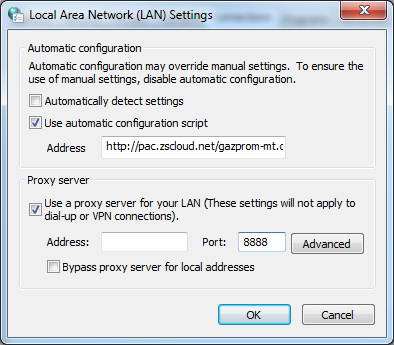 Local Area Network (LAN) Settings
Automatic configuration
Automatic configuration may override manual settings. To ensure the
use of manual settings, disable automatic configuration.
Automatically detect settings
Use automatic configuration script
Address http://pac.zscloud.net/gazprom-mt.c
Proxy server
Use a proxy server for your LAN (These settings will not apply to
dial-up or VPN connections).
Address: Port: 8888 Advanced
Bypass proxy server for local addresses
OK Cancel